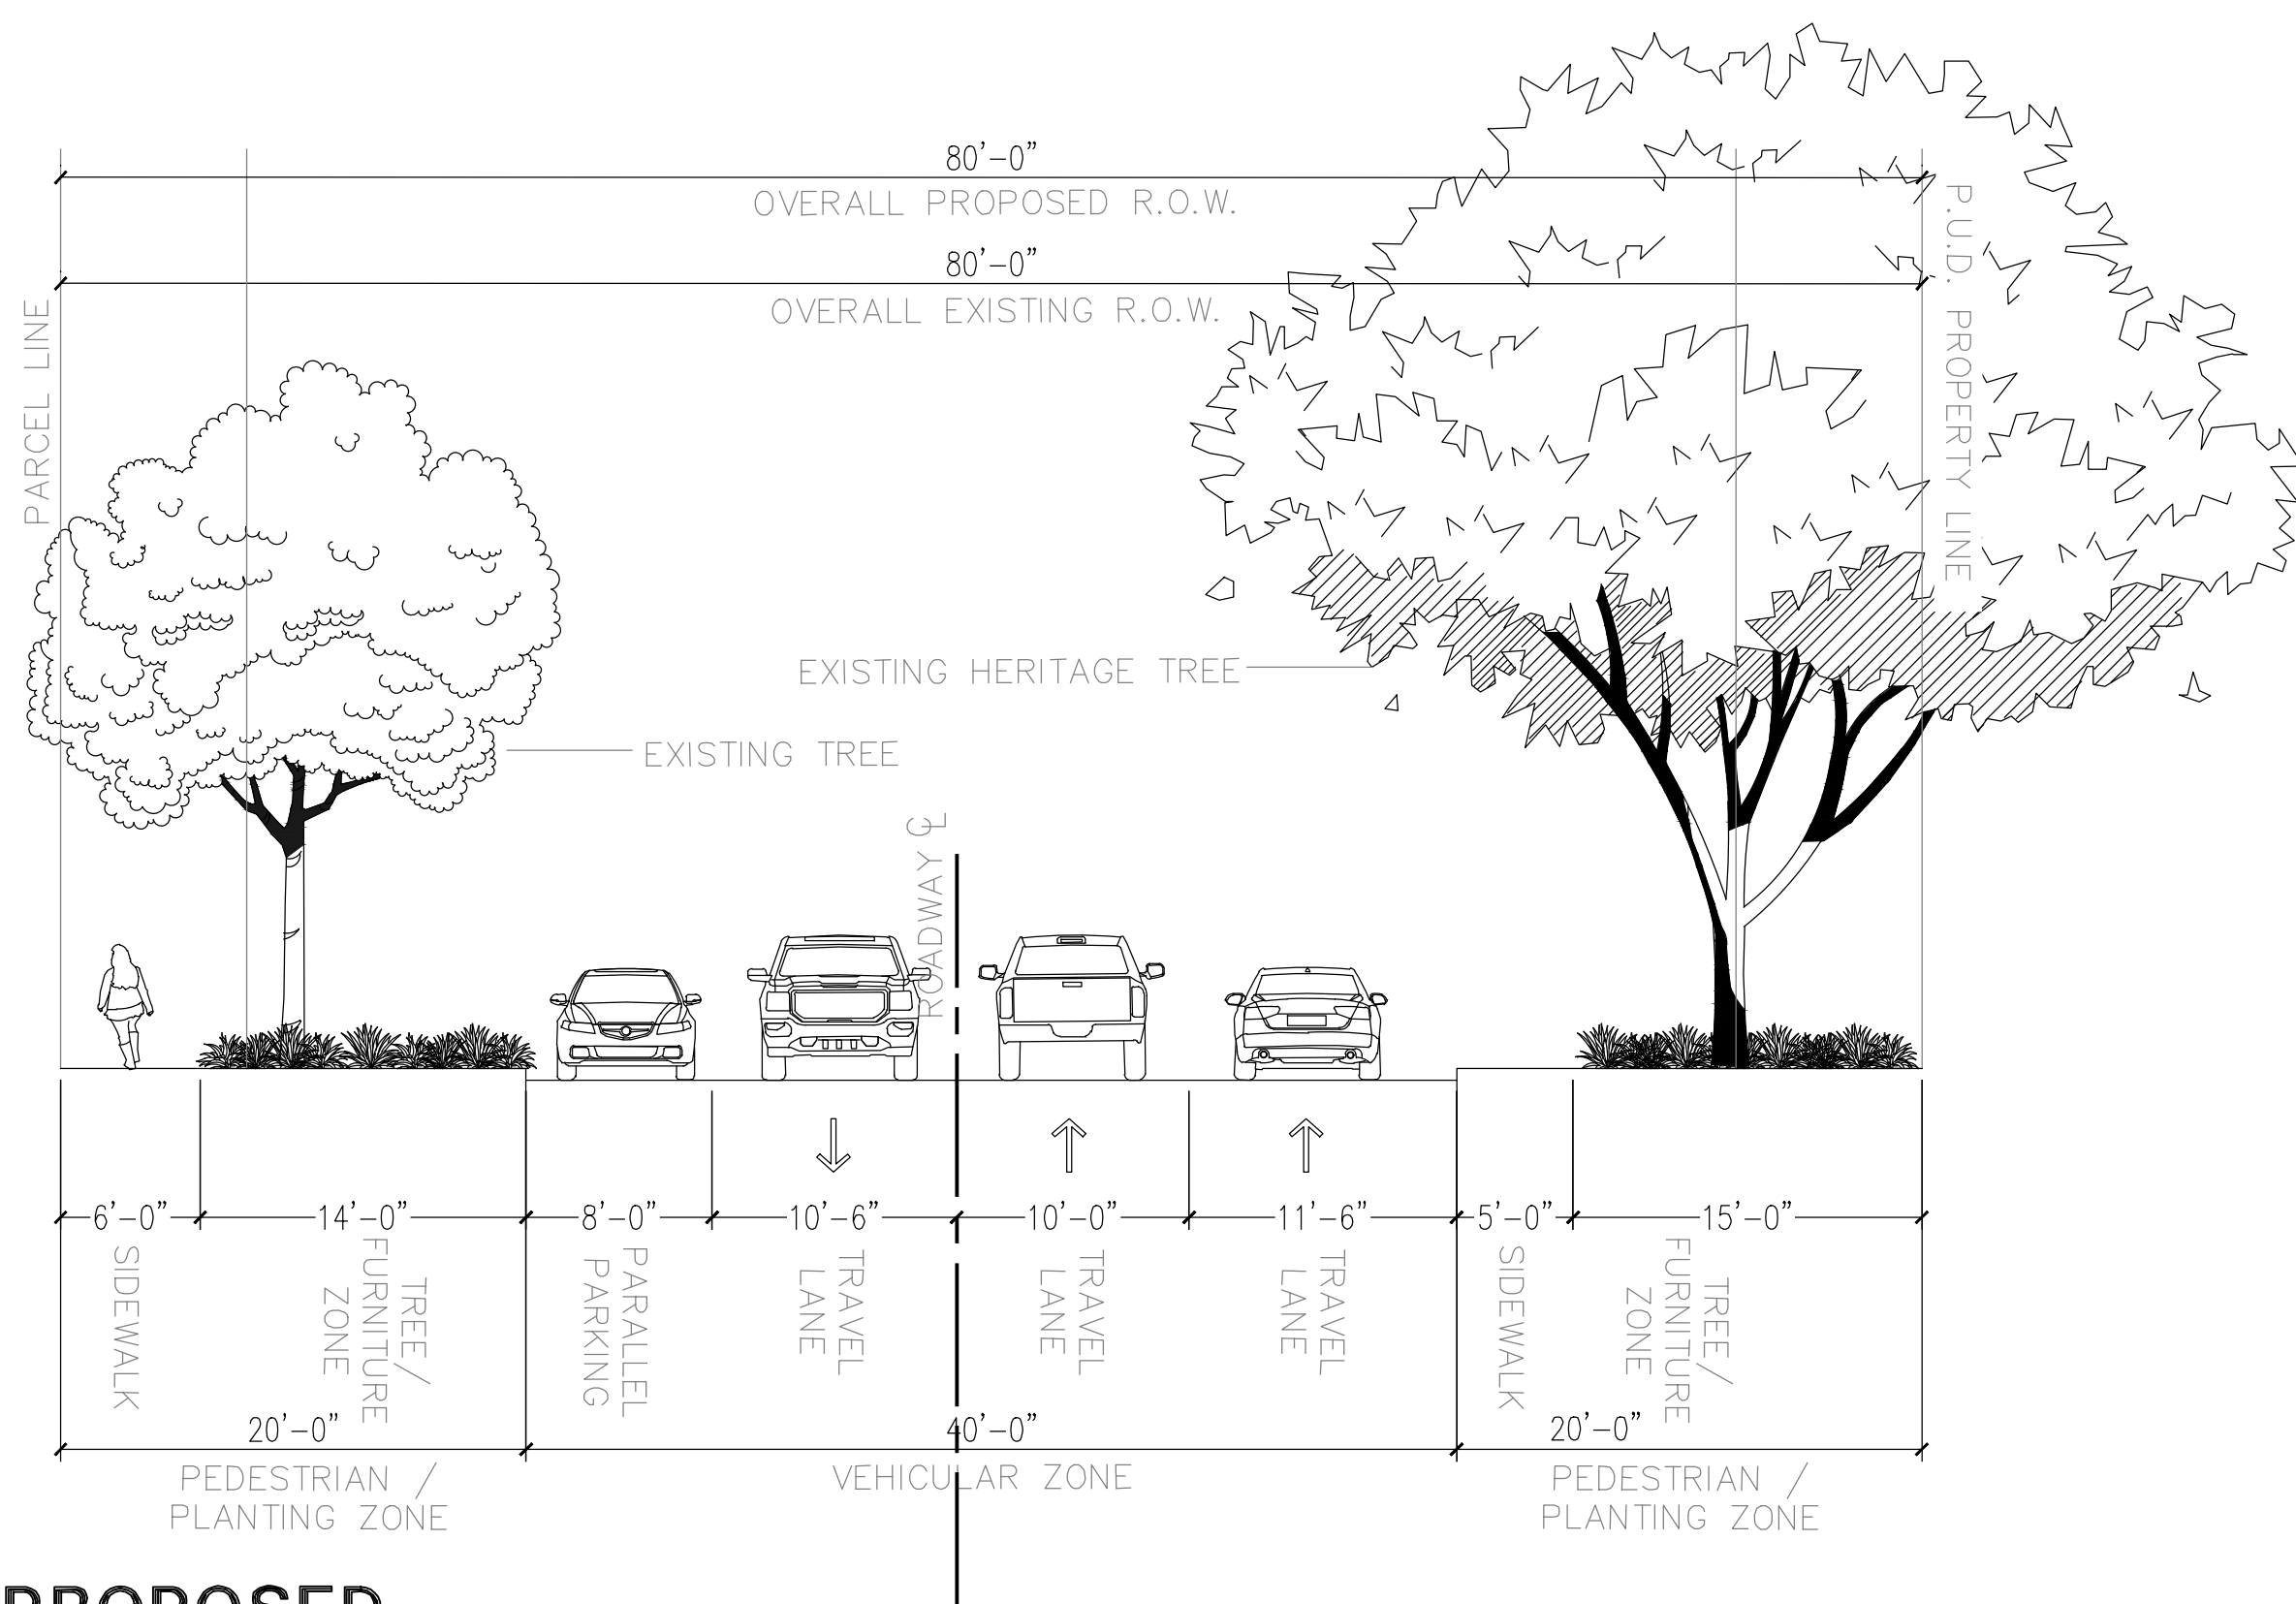 80'-0"
OVERALL PROPOSED R.O.W.
80'-0"
OVERALL EXISTING R.O.W.
PARCEL LINE
P.U.D. PROPERTY LINE
EXISTING HERITAGE TREE
EXISTING TREE
ROADWAY ℄
6'-0"
14'-0"
8'-0"
10'-6"
10'-0"
11'-6"
5'-0"
15'-0"
SIDEWALK
TREE/
FURNITURE
ZONE
PARALLEL
PARKING
TRAVEL
LANE
TRAVEL
LANE
TRAVEL
LANE
SIDEWALK
TREE/
FURNITURE
ZONE
20'-0"
40'-0"
20'-0"
PEDESTRIAN /
PLANTING ZONE
VEHICULAR ZONE
PEDESTRIAN /
PLANTING ZONE
PROPOSED